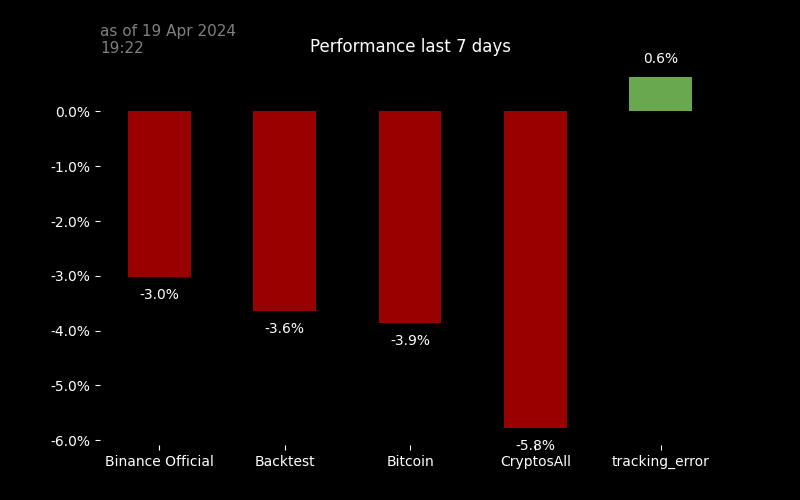 as of 19 Apr 2024
19:22
Performance last 7 days
0.6%
0.0%
-1.0%
-2.0%
-3.0%
-4.0%
-5.0%
-6.0%
-3.0%
-3.6%
-3.9%
-5.8%
Binance Official
Backtest
Bitcoin
CryptosAll
tracking_error